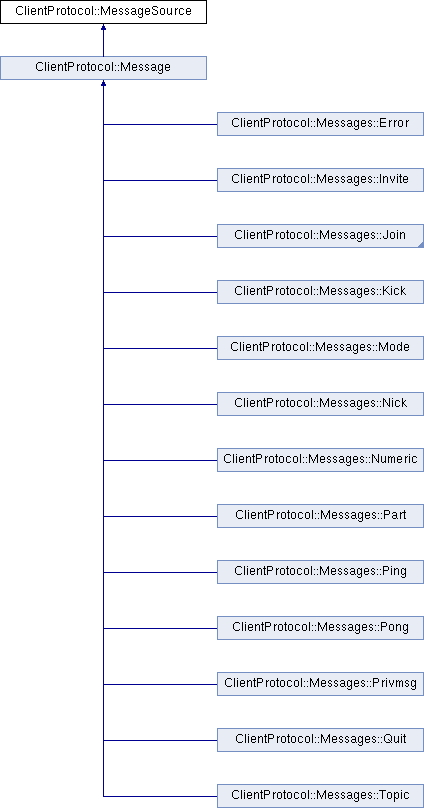 ClientProtocol::MessageSource
ClientProtocol::Message
ClientProtocol::Messages::Error
ClientProtocol::Messages::Invite
ClientProtocol::Messages::Join
ClientProtocol::Messages::Kick
ClientProtocol::Messages::Mode
ClientProtocol::Messages::Nick
ClientProtocol::Messages::Numeric
ClientProtocol::Messages::Part
ClientProtocol::Messages::Ping
ClientProtocol::Messages::Pong
ClientProtocol::Messages::Privmsg
ClientProtocol::Messages::Quit
ClientProtocol::Messages::Topic